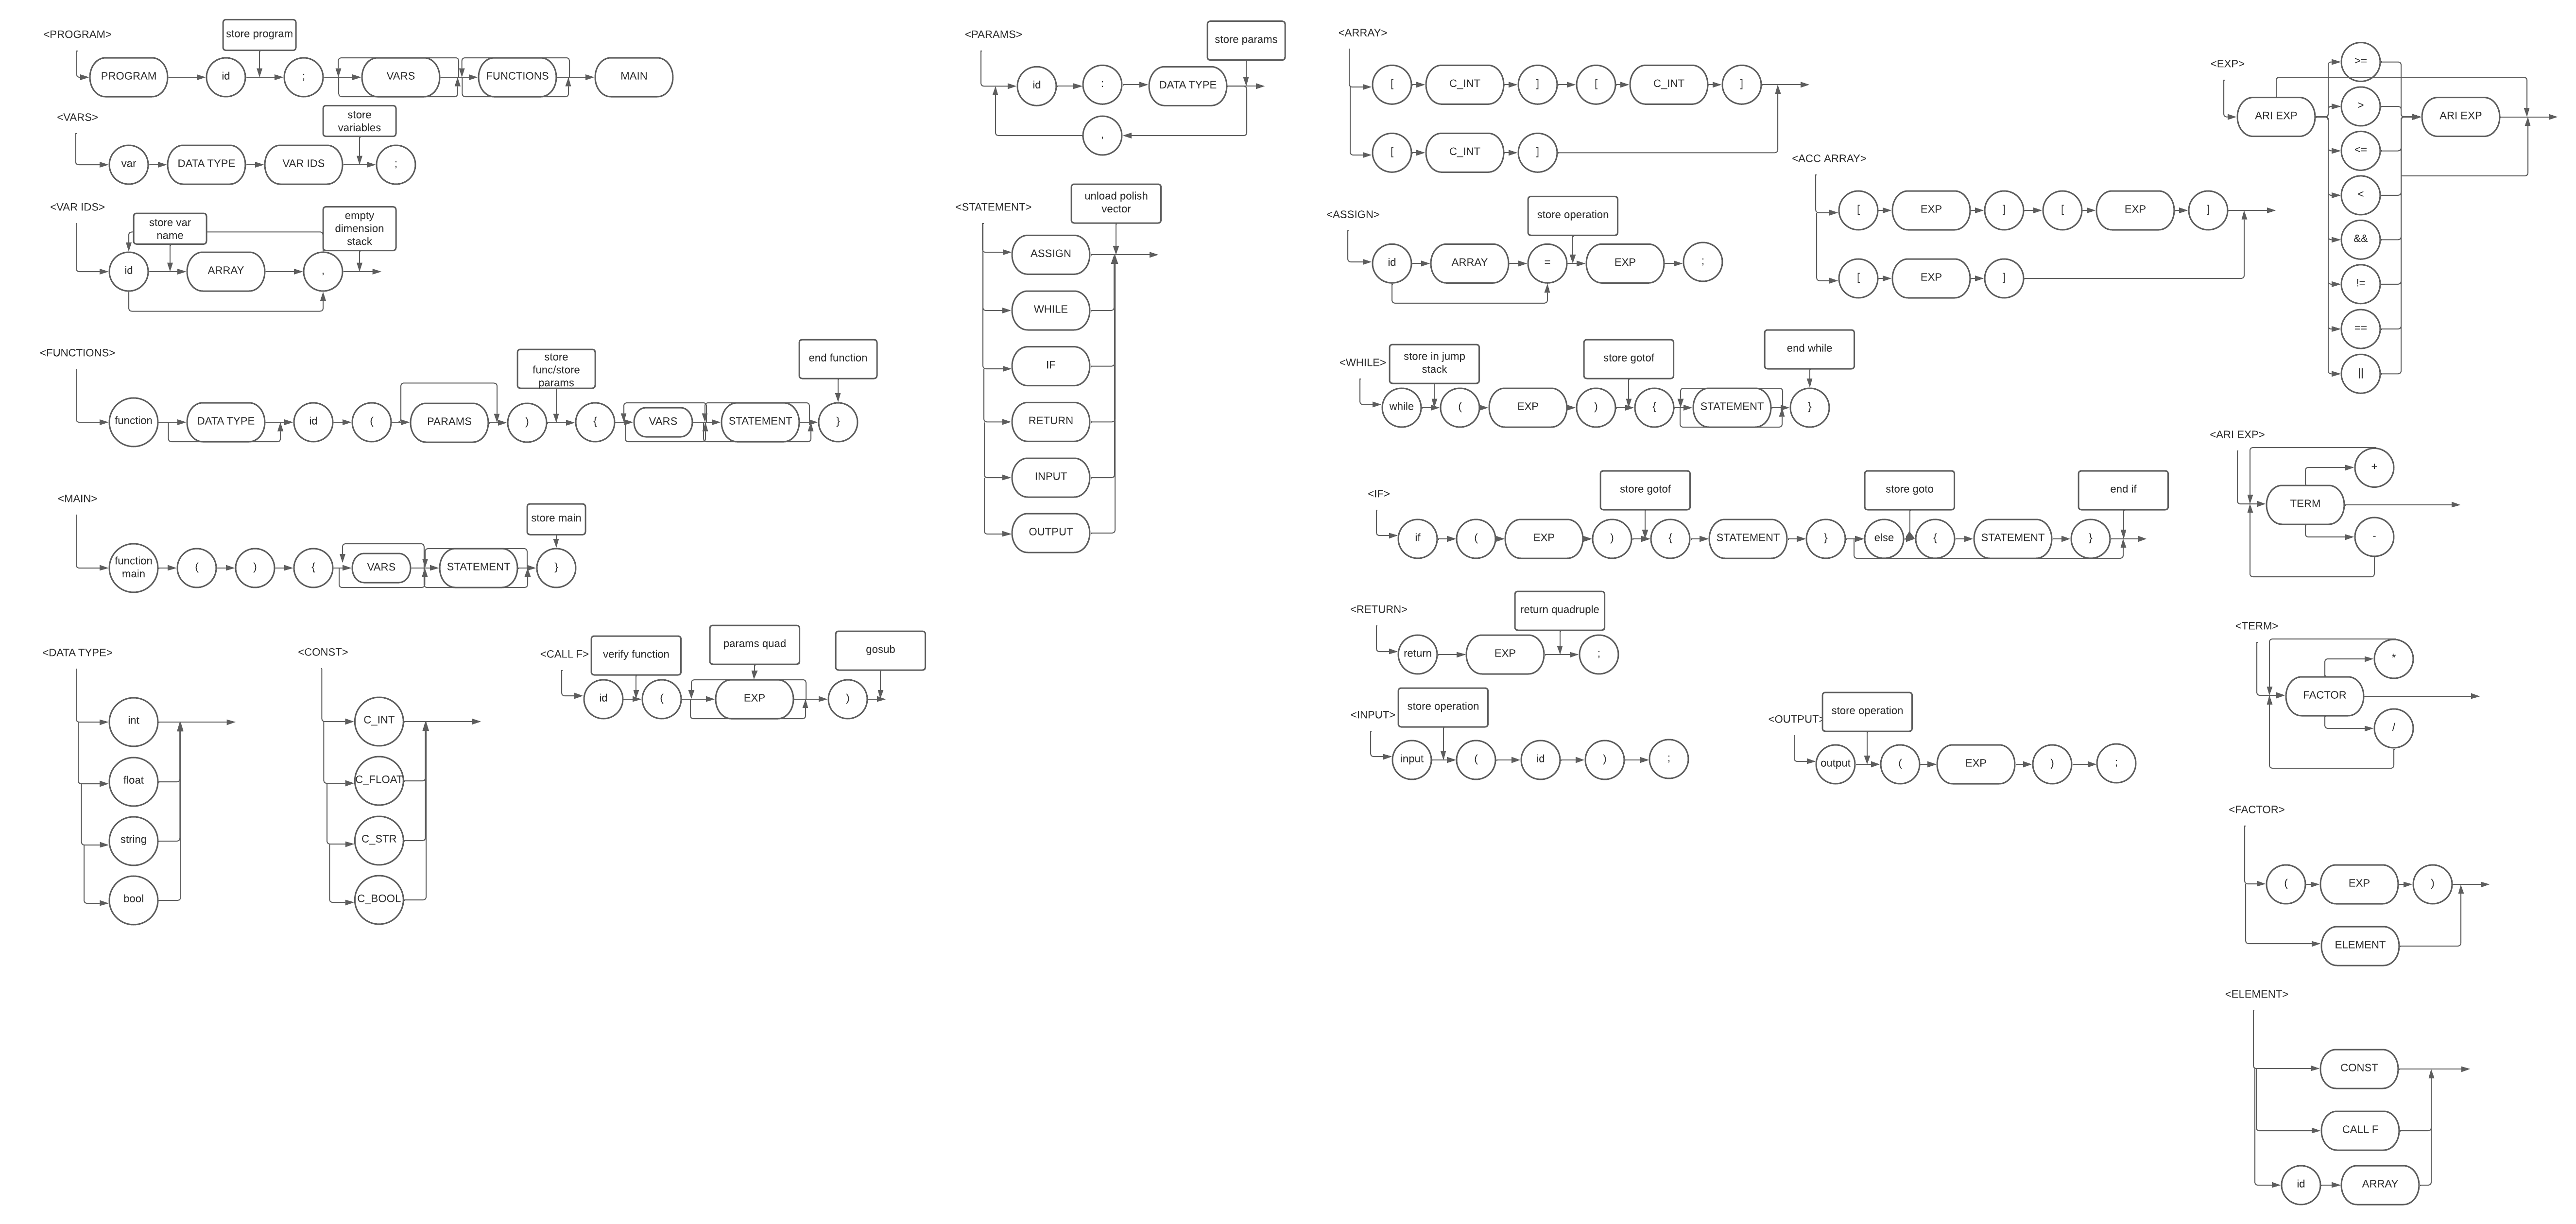 <PROGRAM>
store program
PROGRAM
id
;
VARS
FUNCTIONS
MAIN
<VARS>
store
variables
var
DATA TYPE
VAR IDS
;
<VAR IDS>
store var
name
empty
dimension
stack
id
ARRAY
,
<FUNCTIONS>
store
func/store
params
end function
function
DATA TYPE
id
(
PARAMS
)
{
VARS
STATEMENT
}
<MAIN>
store main
function
main
(
)
{
VARS
STATEMENT
}
<DATA TYPE>
int
float
string
bool
<CONST>
C_INT
C_FLOAT
C_STR
C_BOOL
<CALL F>
verify function
params quad
gosub
id
(
EXP
)
<PARAMS>
store params
id
:
DATA TYPE
,
<STATEMENT>
unload polish
vector
ASSIGN
WHILE
IF
RETURN
INPUT
OUTPUT
<ARRAY>
[
C_INT
]
[
C_INT
]
[
C_INT
]
<ASSIGN>
store operation
id
ARRAY
=
EXP
;
<ACC ARRAY>
[
EXP
]
[
EXP
]
[
EXP
]
<WHILE>
store in jump
stack
store gotof
end while
while
(
EXP
)
{
STATEMENT
}
<IF>
store gotof
store goto
end if
if
(
EXP
)
{
STATEMENT
}
else
{
STATEMENT
}
<RETURN>
return quadruple
return
EXP
;
<INPUT>
store operation
input
(
id
)
;
<OUTPUT>
store operation
output
(
EXP
)
;
<EXP>
ARI EXP
>=
>
<=
<
&&
!=
==
||
ARI EXP
<ARI EXP>
+
TERM
-
<TERM>
*
FACTOR
/
<FACTOR>
(
EXP
)
ELEMENT
<ELEMENT>
CONST
CALL F
id
ARRAY